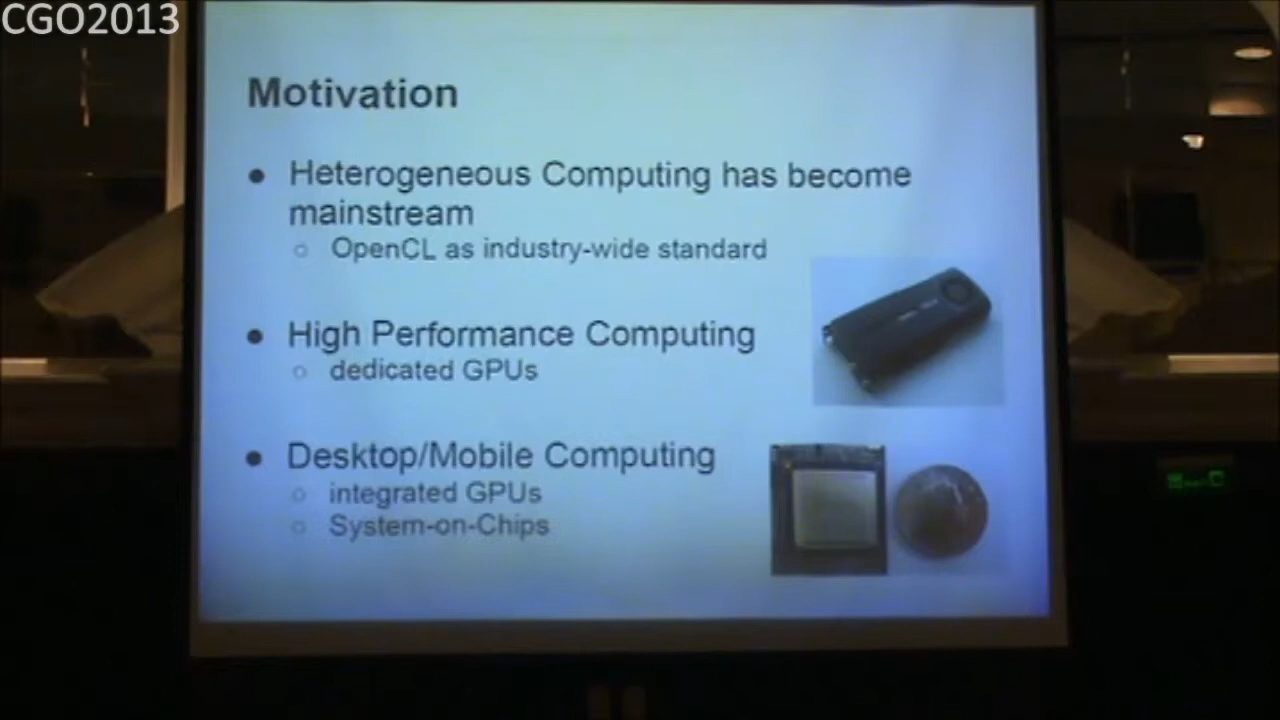 CGO2013
Motivation
Heterogeneous Computing has become
mainstream
OpenCL as industry-wide standard
High Performance Computing
dedicated GPUs
Desktop/Mobile Computing
integrated GPUs
System-on-Chips